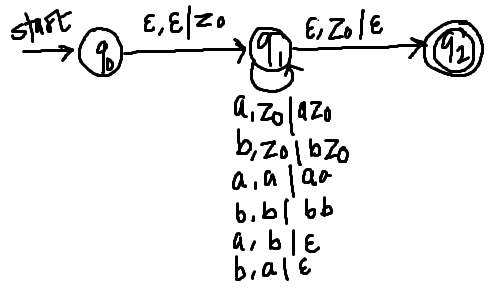 start
q0
ε, ε|z0
q1
ε, z0|ε
q2
a, z0|az0
b, z0|bz0
a, a|aa
b, b|bb
a, b|ε
b, a|ε